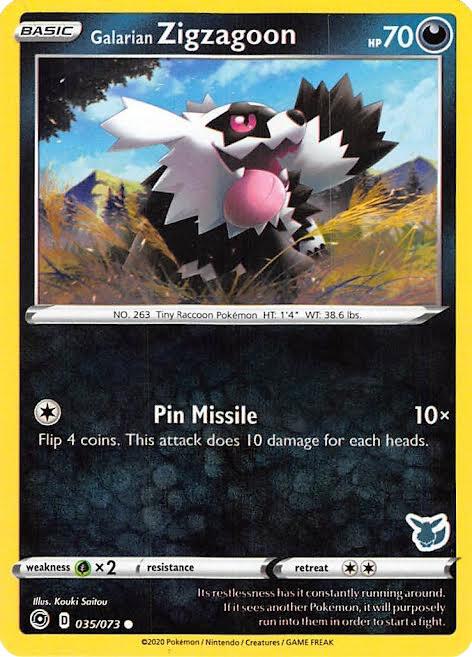 BASIC
Galarian Zigzagoon
HP 70
NO. 263 Tiny Raccoon Pokémon HT: 1'4" WT: 38.6 lbs.
Pin Missile 10×
Flip 4 coins. This attack does 10 damage for each heads.
weakness ×2 resistance retreat
Illus. Kouki Saitou
Its restlessness has it constantly running around.
If it sees another Pokémon, it will purposely
run into them in order to start a fight.
D 035/073
©2020 Pokémon / Nintendo / Creatures / GAME FREAK